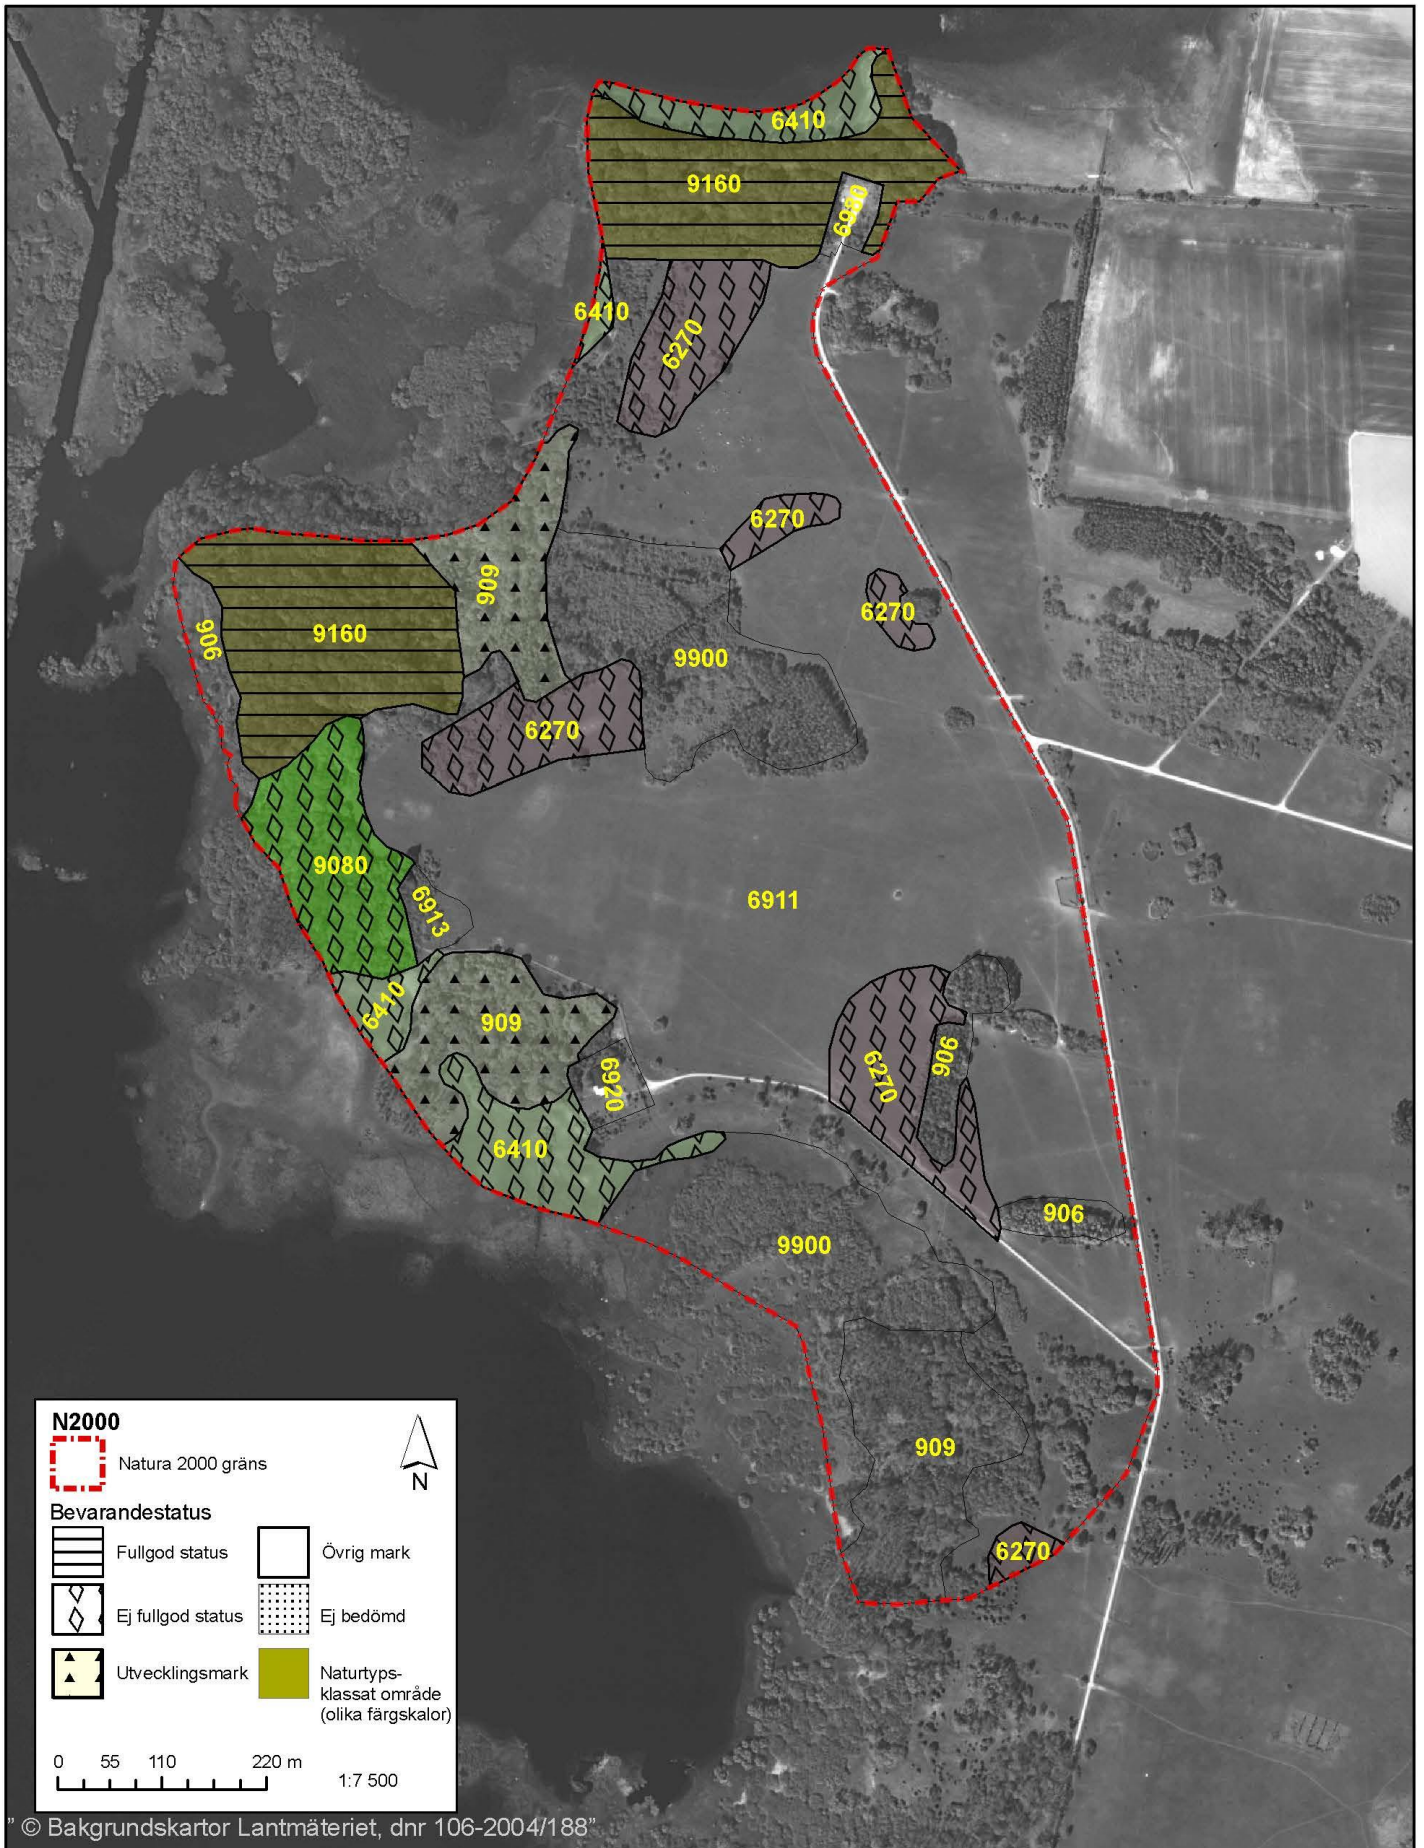 6410
9160
6930
6410
6270
6270
909
6270
906
9160
9900
6270
9080
6911
6913
6410
909
6270
906
6920
6410
906
9900
909
6270
N2000
Natura 2000 gräns
N
Bevarandestatus
Fullgod status
Övrig mark
Ej fullgod status
Ej bedömd
Utvecklingsmark
Naturtyps-
klassat område
(olika färgskalor)
0 55 110 220 m
1:7 500
" © Bakgrundskartor Lantmäteriet, dnr 106-2004/188"